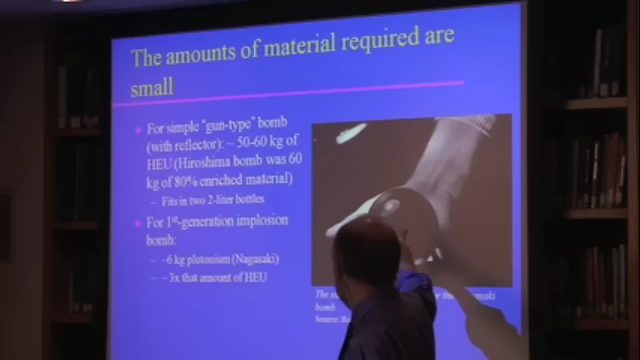 The amounts of material required are
small
For simple "gun-type" bomb
(with reflector): ~ 50-60 kg of
HEU (Hiroshima bomb was 60
kg of 80% enriched material)
– Fits in two 2-liter bottles
For 1st-generation implosion
bomb:
– ~6 kg plutonium (Nagasaki)
– ~ 3x that amount of HEU
The
bomb
Source: